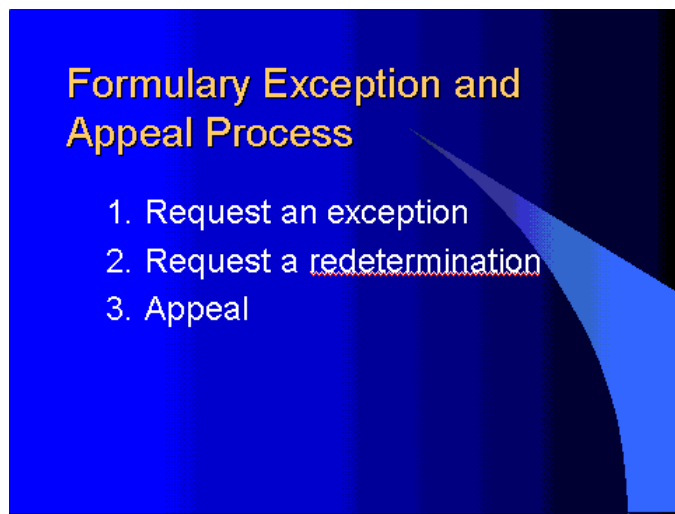 Formulary Exception and
Appeal Process
1. Request an exception
2. Request a redetermination
3. Appeal